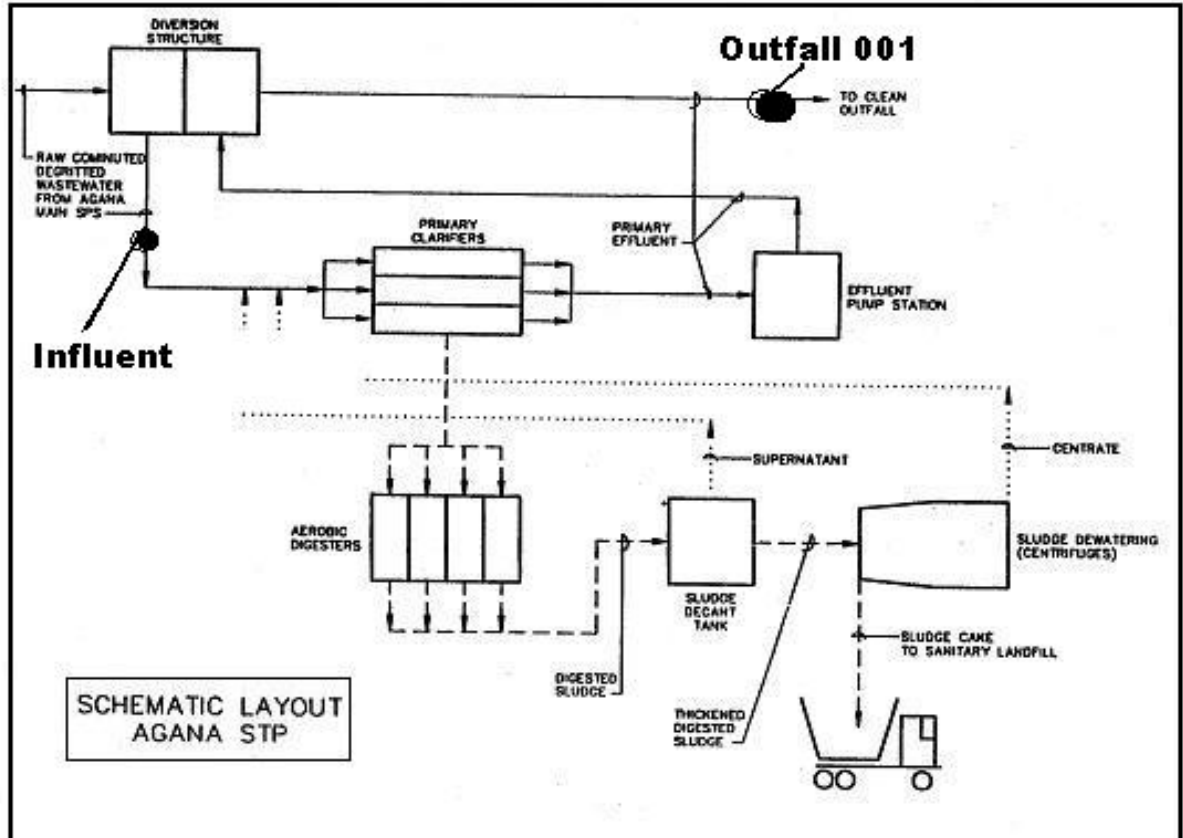 DIVERSION
STRUCTURE
Outfall 001
TO CLEAN
OUTFALL
RAW COMINUTED
DEGRITTED
WASTEWATER
FROM AGANA
MAIN SPS
PRIMARY
CLARIFIERS
PRIMARY
EFFLUENT
EFFLUENT
PUMP STATION
Influent
SUPERNATANT
CENTRATE
AEROBIC
DIGESTERS
SLUDGE DEWATERING
(CENTRIFUGES)
SLUDGE
DECANT
TANK
SLUDGE CAKE
TO SANITARY LANDFILL
DIGESTED
SLUDGE
THICKENED
DIGESTED
SLUDGE
SCHEMATIC LAYOUT
AGANA STP